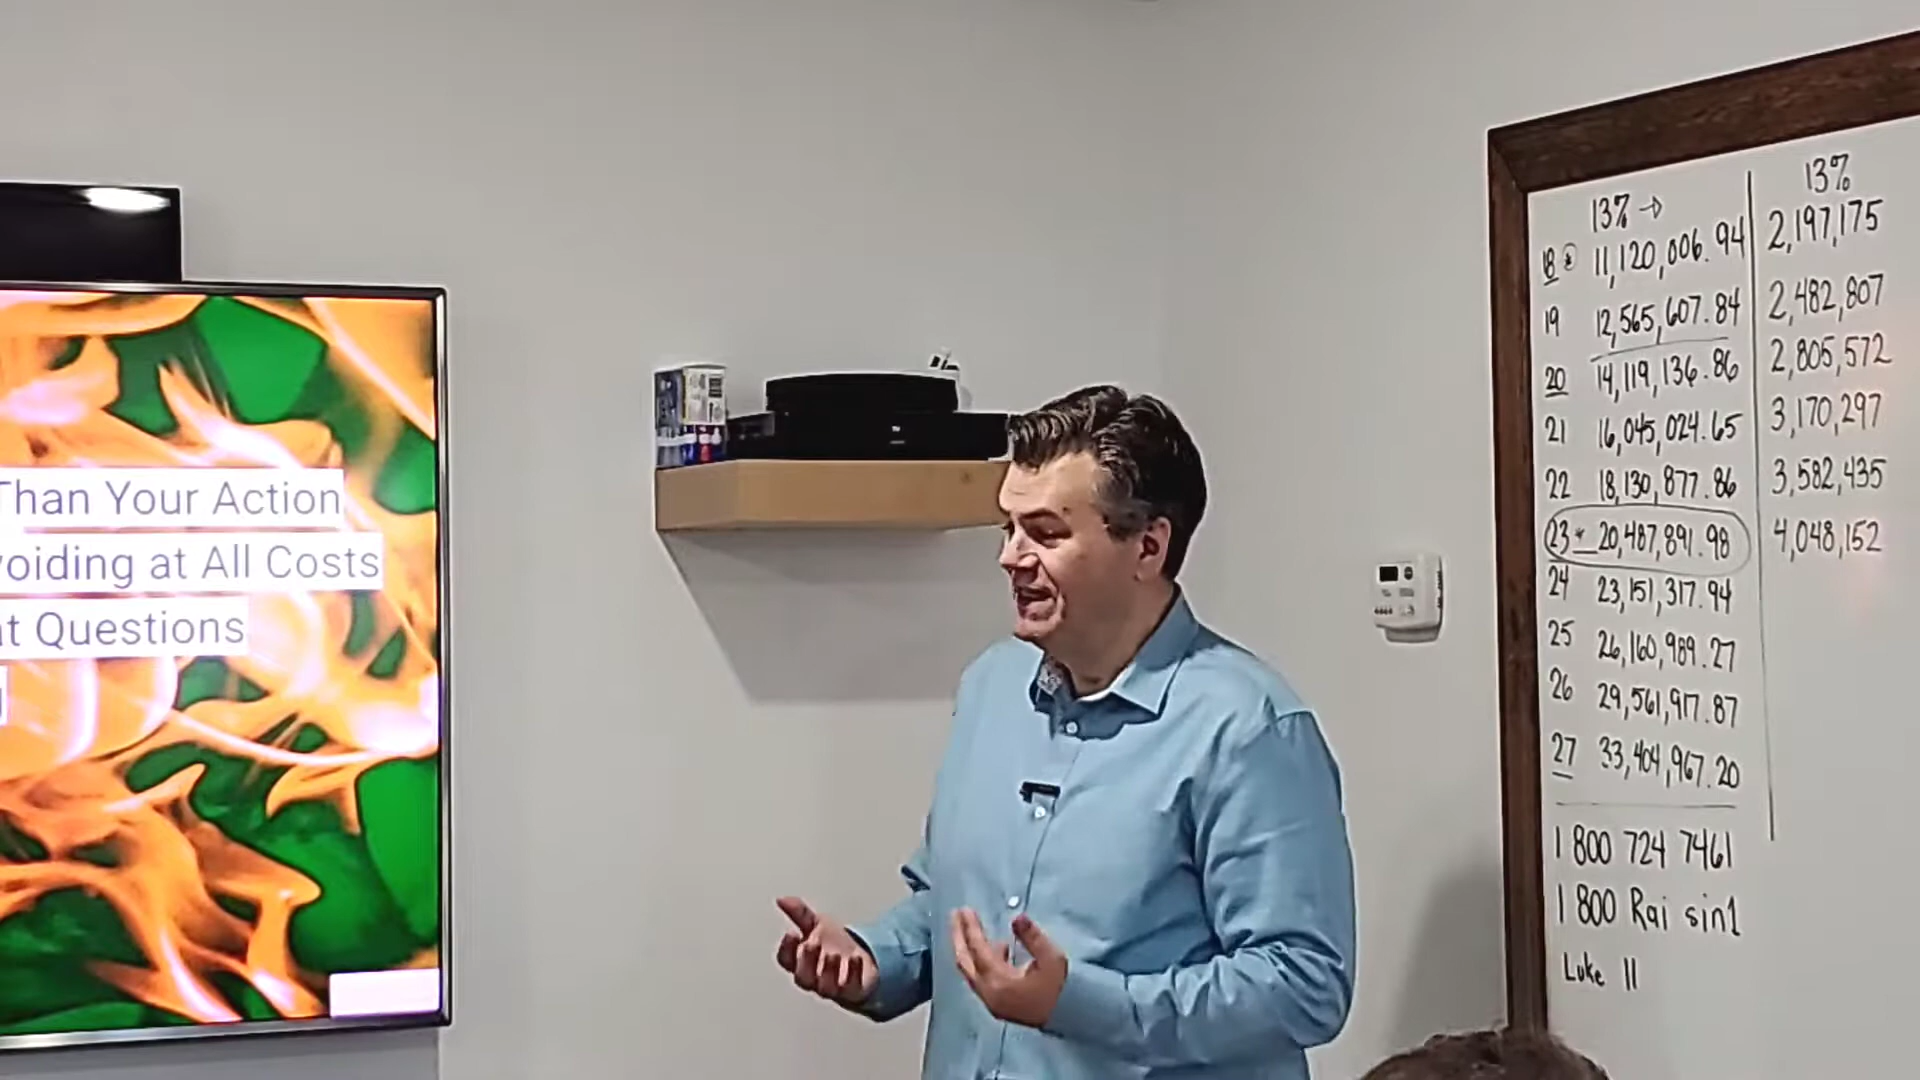 Than Your Action
voiding at All Costs
at Questions
13% →
18 * 11,120,006.94
19 12,565,607.84
20 14,119,136.86
21 16,045,024.65
22 18,130,877.86
23 * 20,487,891.98
24 23,151,317.94
25 26,160,989.27
26 29,561,917.87
27 33,404,967.20
1 800 724 7461
1 800 Rai sin1
Luke 11
13%
2,197,175
2,482,807
2,805,572
3,170,297
3,582,435
4,048,152